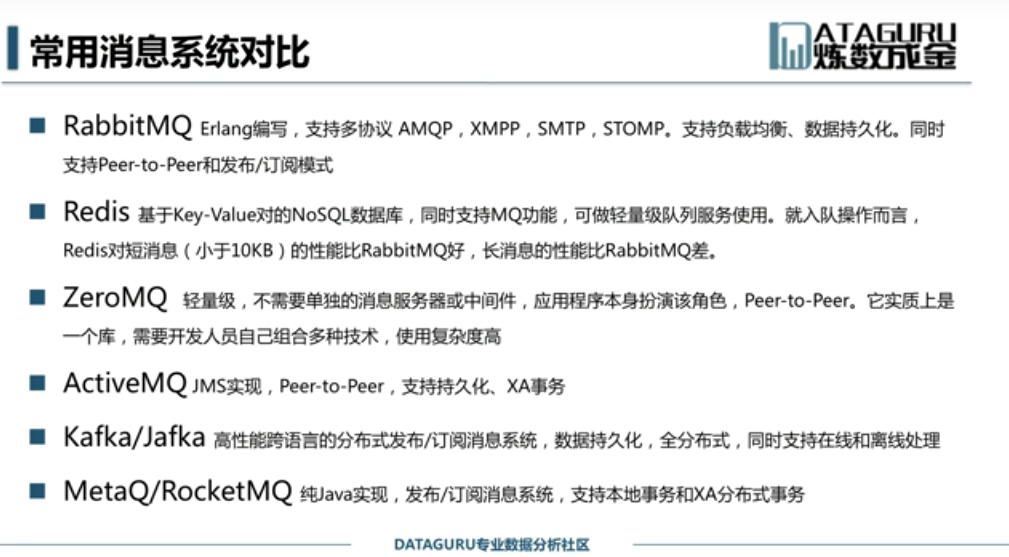 常用消息系统对比
DATAGURU
炼数成金
RabbitMQ Erlang编写，支持多协议 AMQP，XMPP，SMTP，STOMP。支持负载均衡、数据持久化。同时
支持Peer-to-Peer和发布/订阅模式
Redis 基于Key-Value对的NoSQL数据库，同时支持MQ功能，可做轻量级队列服务使用。就入队操作而言，
Redis对短消息（小于10KB）的性能比RabbitMQ好，长消息的性能比RabbitMQ差。
ZeroMQ 轻量级，不需要单独的消息服务器或中间件，应用程序本身扮演该角色，Peer-to-Peer。它实质上是
一个库，需要开发人员自己组合多种技术，使用复杂度高
ActiveMQ JMS实现，Peer-to-Peer，支持持久化、XA事务
Kafka/Jafka 高性能跨语言的分布式发布/订阅消息系统，数据持久化，全分布式，同时支持在线和离线处理
MetaQ/RocketMQ 纯Java实现，发布/订阅消息系统，支持本地事务和XA分布式事务
DATAGURU专业数据分析社区